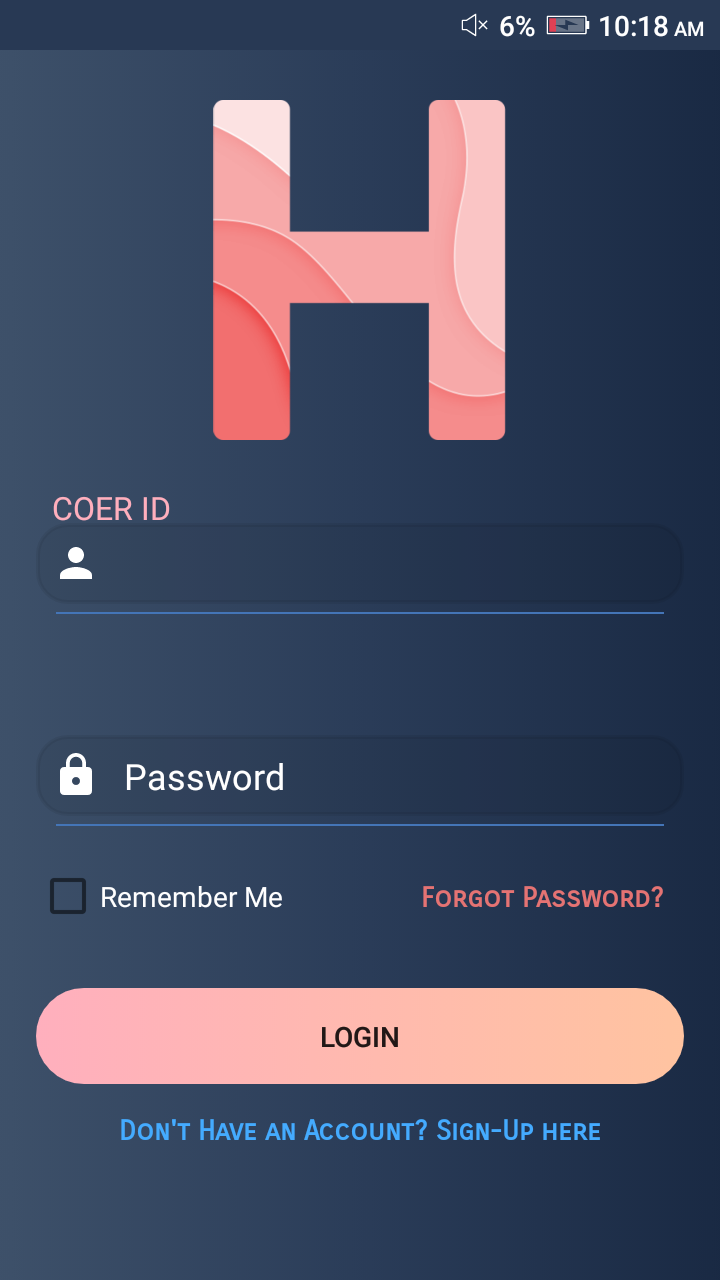 6% 10:18 AM
H
COER ID
Password
Remember Me
Forgot Password?
LOGIN
Don't Have an Account? Sign-Up here